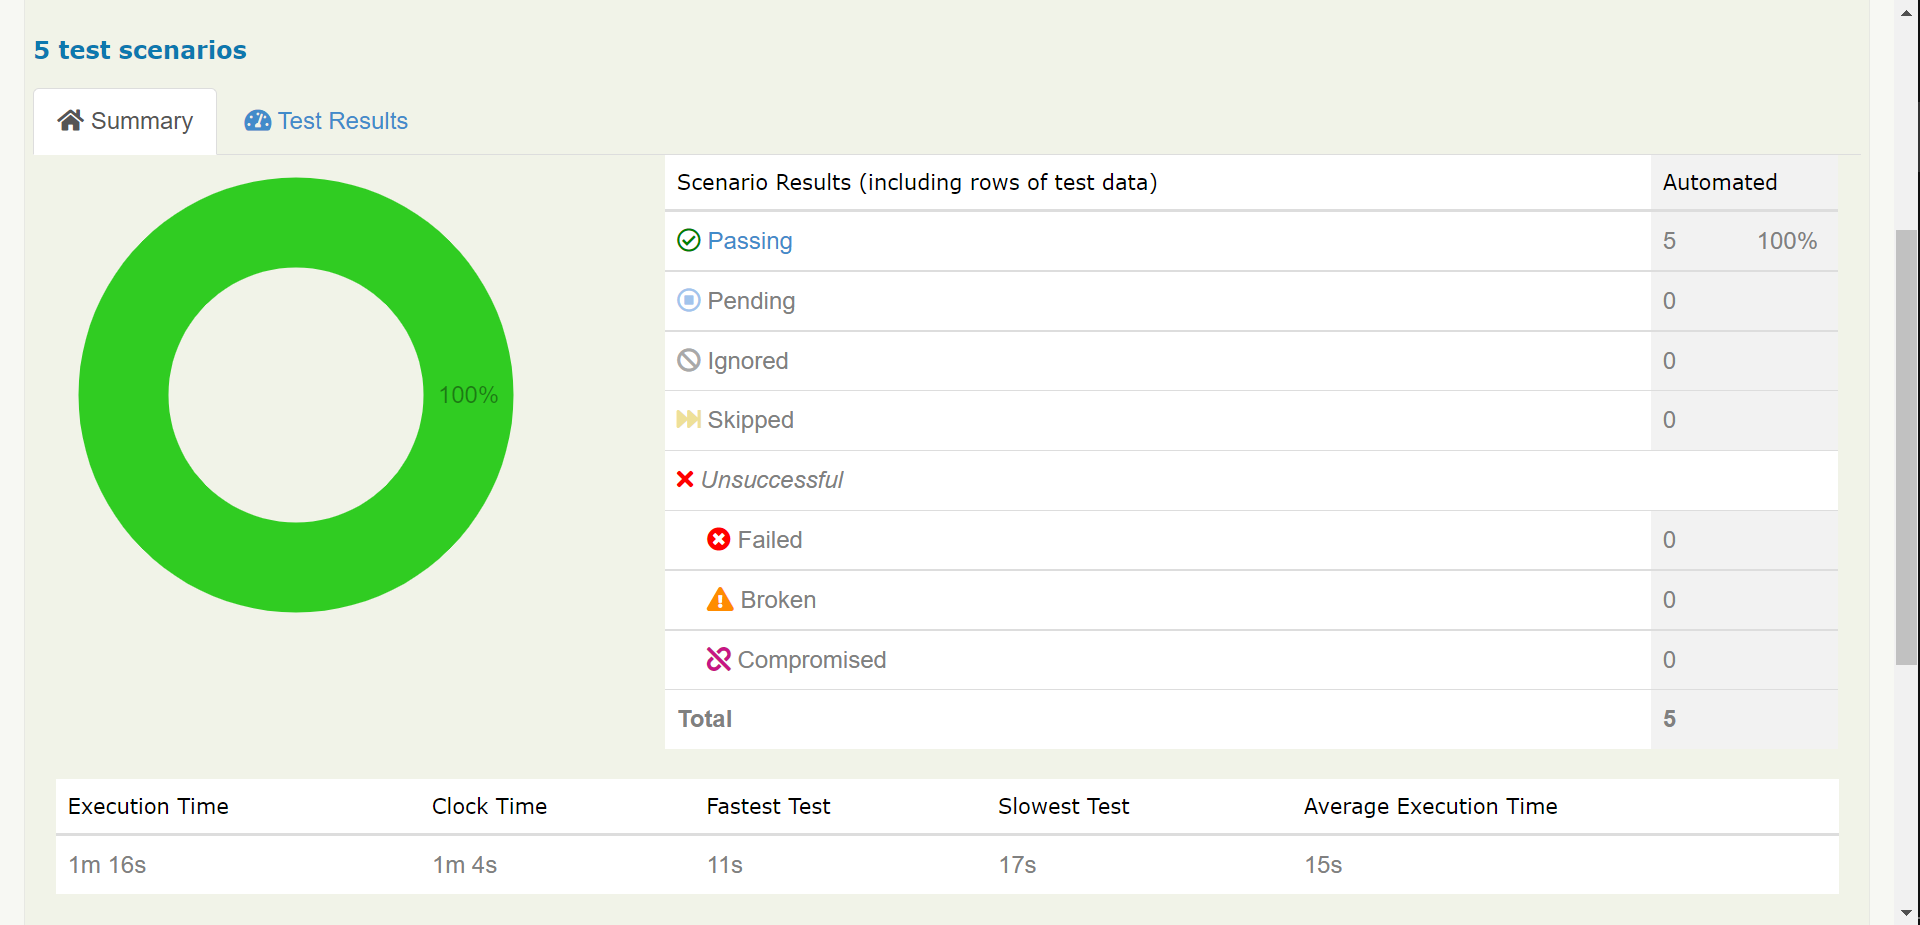 5 test scenarios
Summary
Test Results
100%
Scenario Results (including rows of test data) Automated
Passing 5 100%
Pending 0
Ignored 0
Skipped 0
Unsuccessful
Failed 0
Broken 0
Compromised 0
Total 5
Execution Time Clock Time Fastest Test Slowest Test Average Execution Time
1m 16s 1m 4s 11s 17s 15s